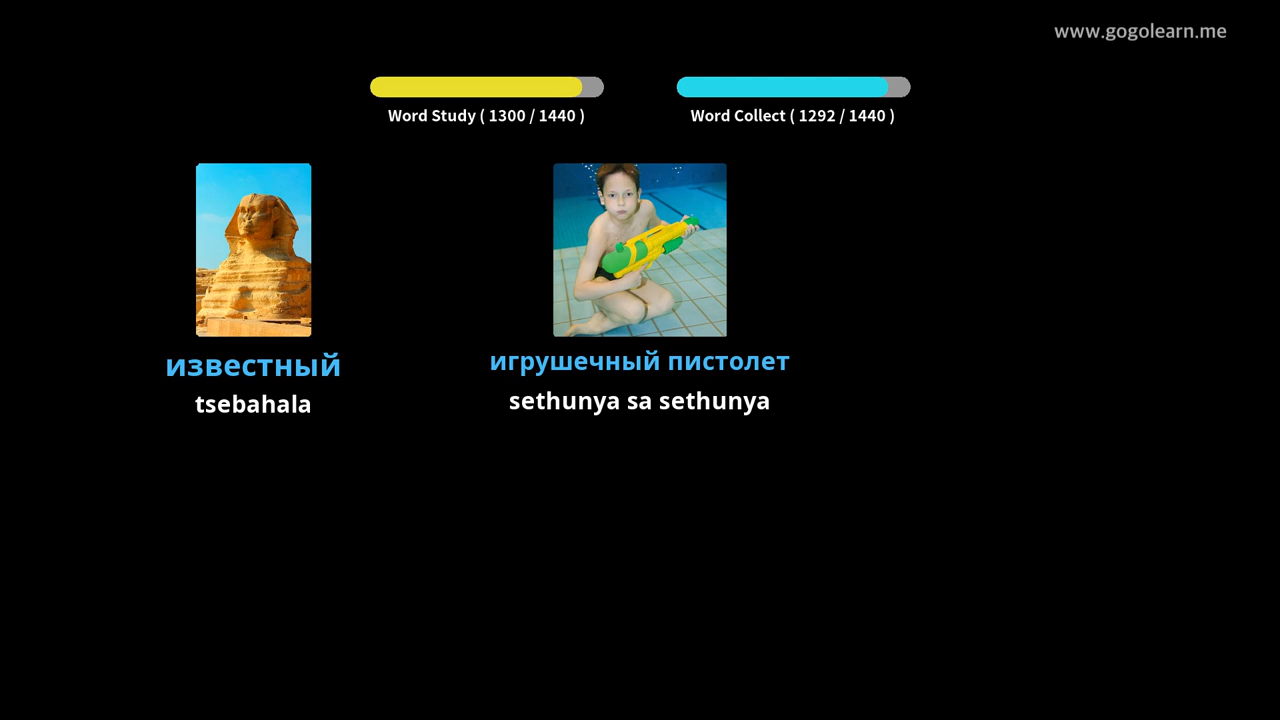 www.gogolearn.me
Word Study ( 1300 / 1440 )
Word Collect ( 1292 / 1440 )
известный
tsebahala
игрушечный пистолет
sethunya sa sethunya